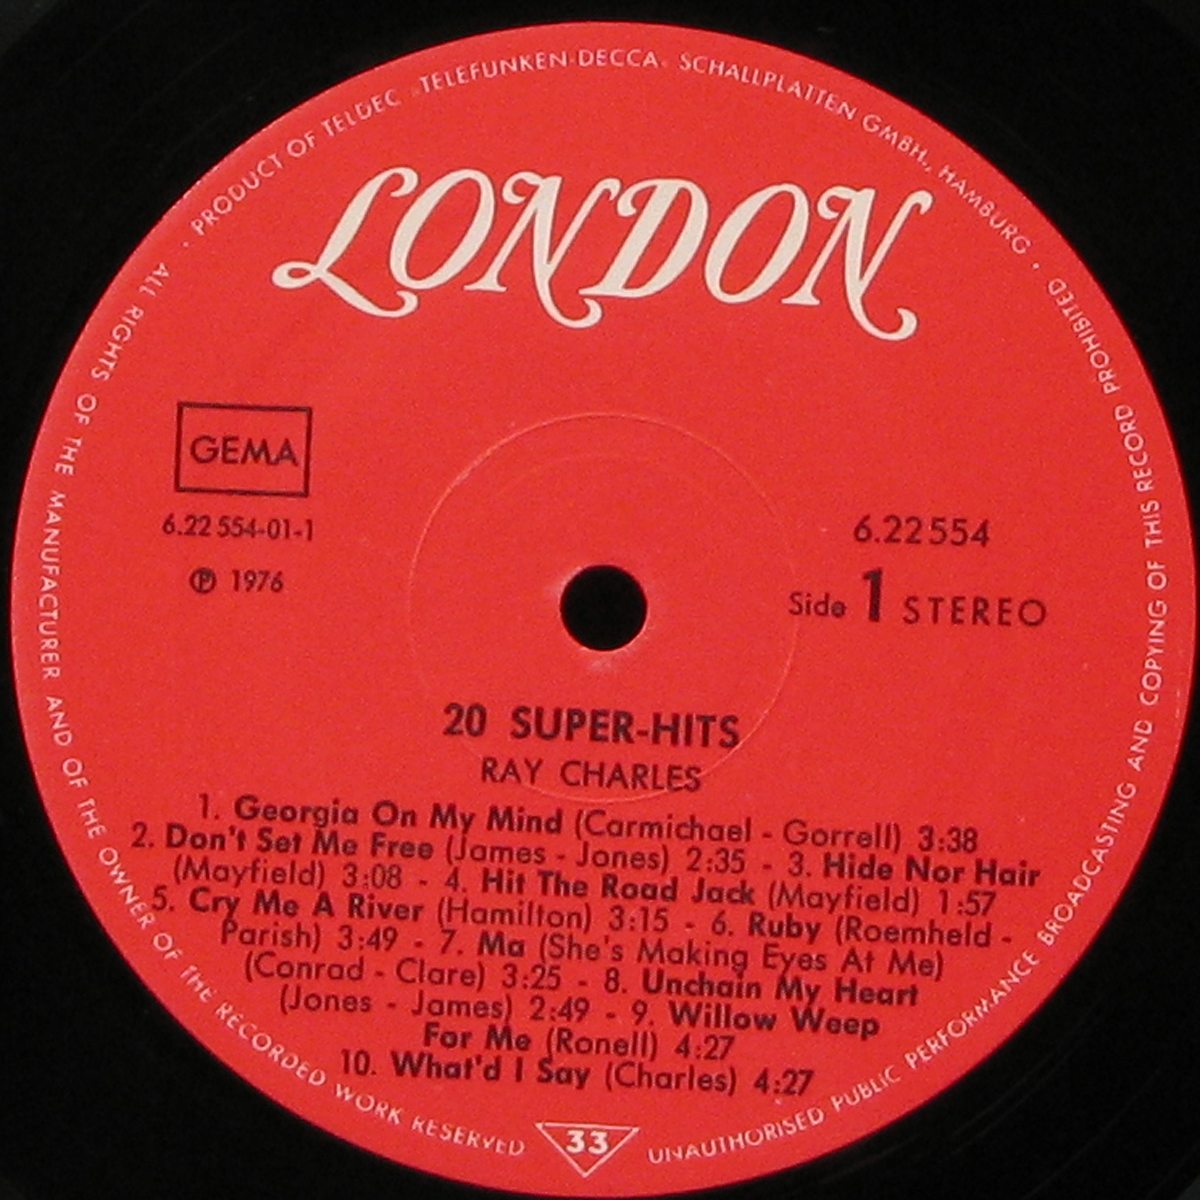 · PRODUCT OF TELDEC »TELEFUNKEN-DECCA« SCHALLPLATTEN GMBH., HAMBURG ·
LONDON
GEMA
6.22 554-01-1
℗ 1976
6.22554
Side 1 STEREO
20 SUPER-HITS
RAY CHARLES
1. Georgia On My Mind (Carmichael - Gorrell) 3:38
2. Don't Set Me Free (James - Jones) 2:35 - 3. Hide Nor Hair
(Mayfield) 3:08 - 4. Hit The Road Jack (Mayfield) 1:57
5. Cry Me A River (Hamilton) 3:15 - 6. Ruby (Roemheld -
Parish) 3:49 - 7. Ma (She's Making Eyes At Me)
(Conrad - Clare) 3:25 - 8. Unchain My Heart
(Jones - James) 2:49 - 9. Willow Weep
For Me (Ronell) 4:27
10. What'd I Say (Charles) 4:27
ALL RIGHTS OF THE MANUFACTURER AND OF THE OWNER OF THE RECORDED WORK RESERVED
33
UNAUTHORISED PUBLIC PERFORMANCE BROADCASTING AND COPYING OF THIS RECORD PROHIBITED